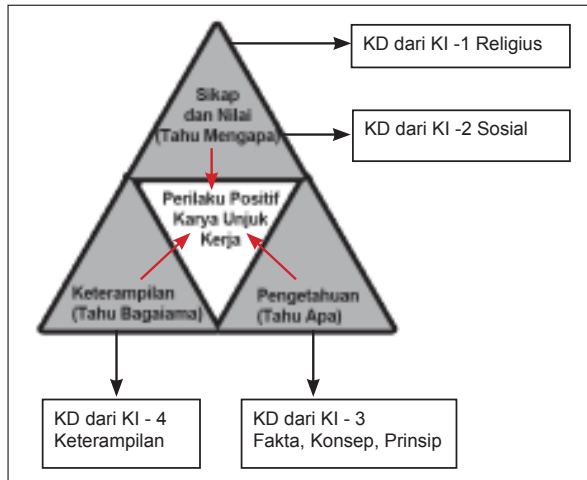 KD dari KI -1 Religius
Sikap
dan Nilai
(Tahu Mengapa)
KD dari KI -2 Sosial
Perilaku Positif
Karya Unjuk
Kerja
Keterampilan
(Tahu Bagaiama)
Pengetahuan
(Tahu Apa)
KD dari KI - 4
Keterampilan
KD dari KI - 3
Fakta, Konsep, Prinsip